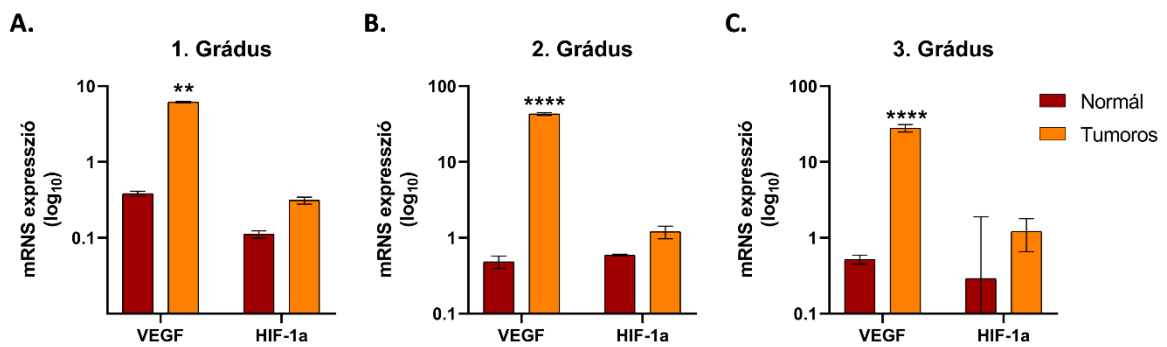 A.
1. Grádus
mRNS expresszió
(log10)
10
1
0.1
**
VEGF
HIF-1a
B.
2. Grádus
mRNS expresszió
(log10)
100
10
1
0.1
****
VEGF
HIF-1a
C.
3. Grádus
mRNS expresszió
(log10)
100
10
1
0.1
****
VEGF
HIF-1a
Normál
Tumoros